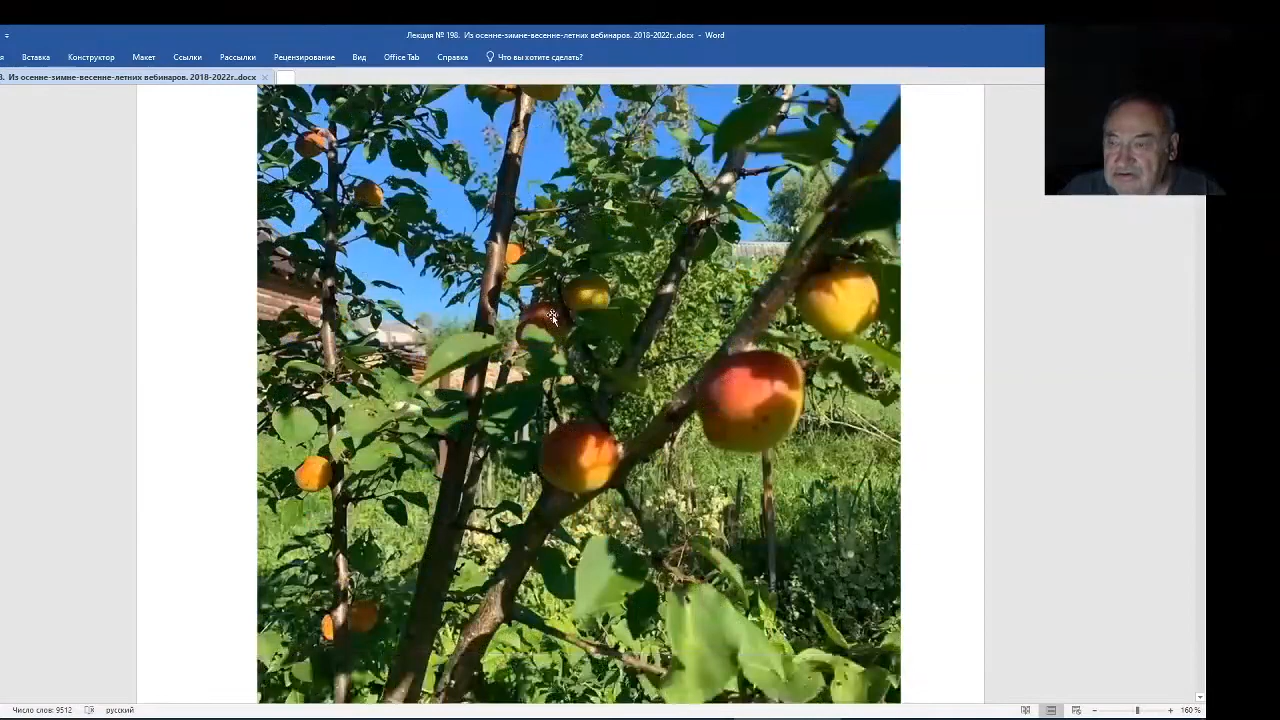 Лекция № 198. Из осенне-зимне-весенне-летних вебинаров. 2018-2022г..docx - Word
Вставка Конструктор Макет Ссылки Рассылки Рецензирование Вид Office Tab Справка Что вы хотите сделать?
8. Из осенне-зимне-весенне-летних вебинаров. 2018-2022г..docx
Число слов: 9512 русский 160 %